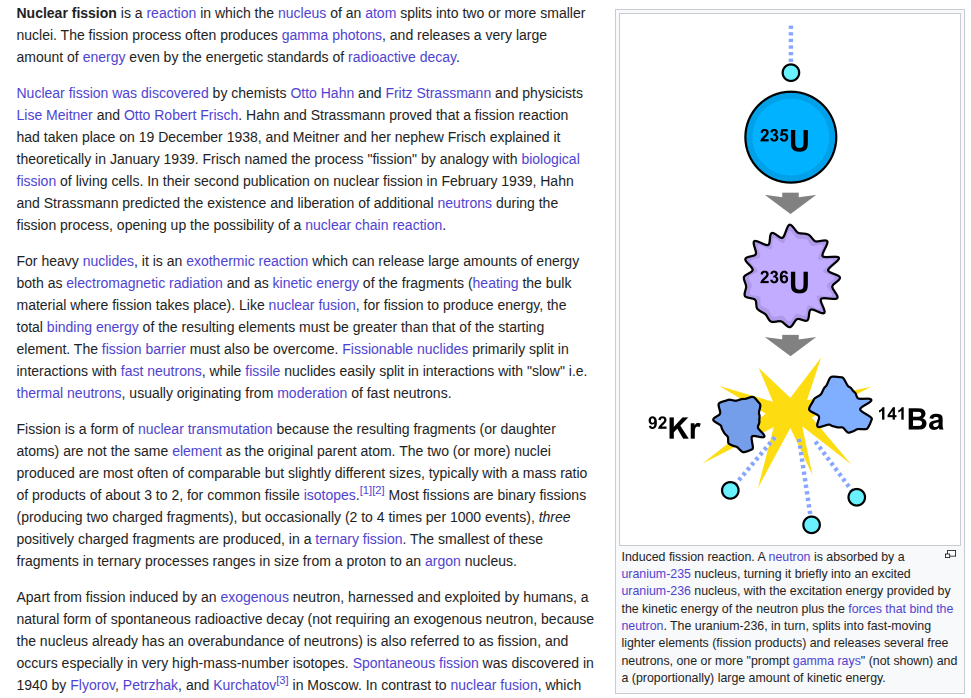 Nuclear fission is a reaction in which the nucleus of an atom splits into two or more smaller
nuclei. The fission process often produces gamma photons, and releases a very large
amount of energy even by the energetic standards of radioactive decay.
Nuclear fission was discovered by chemists Otto Hahn and Fritz Strassmann and physicists
Lise Meitner and Otto Robert Frisch. Hahn and Strassmann proved that a fission reaction
had taken place on 19 December 1938, and Meitner and her nephew Frisch explained it
theoretically in January 1939. Frisch named the process "fission" by analogy with biological
fission of living cells. In their second publication on nuclear fission in February 1939, Hahn
and Strassmann predicted the existence and liberation of additional neutrons during the
fission process, opening up the possibility of a nuclear chain reaction.
For heavy nuclides, it is an exothermic reaction which can release large amounts of energy
both as electromagnetic radiation and as kinetic energy of the fragments (heating the bulk
material where fission takes place). Like nuclear fusion, for fission to produce energy, the
total binding energy of the resulting elements must be greater than that of the starting
element. The fission barrier must also be overcome. Fissionable nuclides primarily split in
interactions with fast neutrons, while fissile nuclides easily split in interactions with "slow" i.e.
thermal neutrons, usually originating from moderation of fast neutrons.
Fission is a form of nuclear transmutation because the resulting fragments (or daughter
atoms) are not the same element as the original parent atom. The two (or more) nuclei
produced are most often of comparable but slightly different sizes, typically with a mass ratio
of products of about 3 to 2, for common fissile isotopes.[1][2] Most fissions are binary fissions
(producing two charged fragments), but occasionally (2 to 4 times per 1000 events), three
positively charged fragments are produced, in a ternary fission. The smallest of these
fragments in ternary processes ranges in size from a proton to an argon nucleus.
Apart from fission induced by an exogenous neutron, harnessed and exploited by humans, a
natural form of spontaneous radioactive decay (not requiring an exogenous neutron, because
the nucleus already has an overabundance of neutrons) is also referred to as fission, and
occurs especially in very high-mass-number isotopes. Spontaneous fission was discovered in
1940 by Flyorov, Petrzhak, and Kurchatov[3] in Moscow. In contrast to nuclear fusion, which
235U
236U
92Kr
141Ba
Induced fission reaction. A neutron is absorbed by a
uranium-235 nucleus, turning it briefly into an excited
uranium-236 nucleus, with the excitation energy provided by
the kinetic energy of the neutron plus the forces that bind the
neutron. The uranium-236, in turn, splits into fast-moving
lighter elements (fission products) and releases several free
neutrons, one or more "prompt gamma rays" (not shown) and
a (proportionally) large amount of kinetic energy.